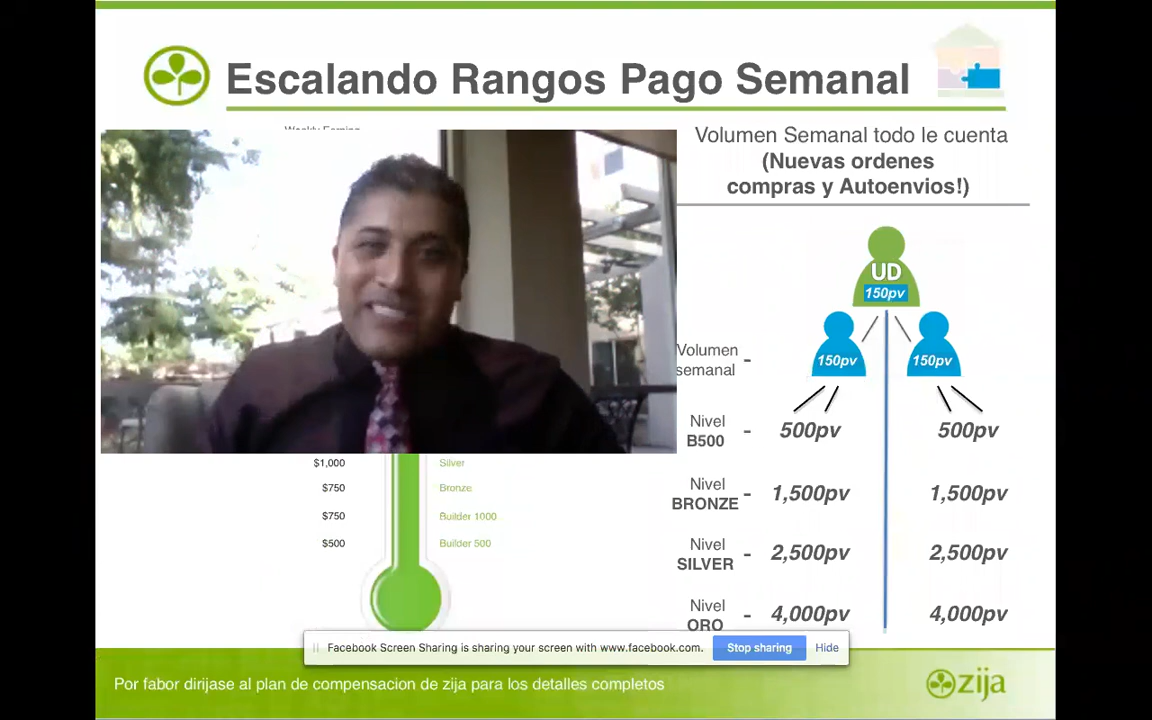 Escalando Rangos Pago Semanal
Weekly Earning
Volumen Semanal todo le cuenta
(Nuevas ordenes
compras y Autoenvios!)
UD
150pv
150pv
150pv
Volumen
semanal -
Nivel
B500 - 500pv 500pv
Nivel
BRONZE - 1,500pv 1,500pv
Nivel
SILVER - 2,500pv 2,500pv
Nivel
ORO - 4,000pv 4,000pv
$1,000 Silver
$750 Bronze
$750 Builder 1000
$500 Builder 500
Facebook Screen Sharing is sharing your screen with www.facebook.com. Stop sharing Hide
Por fabor dirijase al plan de compensacion de zija para los detalles completos
zija